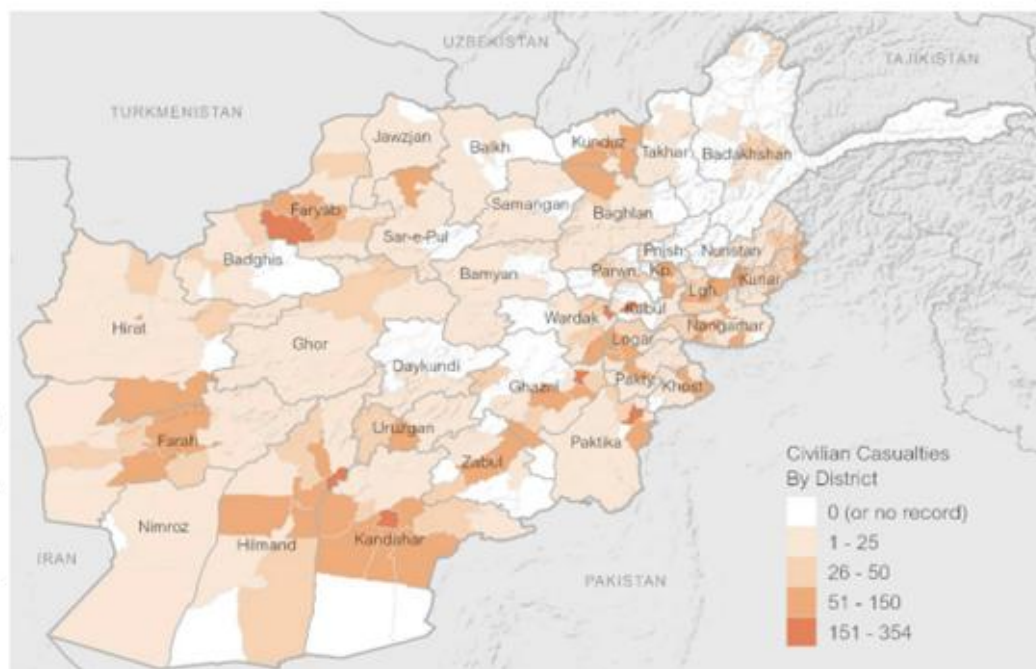 UZBEKISTAN
TAJIKISTAN
TURKMENISTAN
Jawzjan
Balkh
Kunduz
Takhar
Badakhshan
Faryab
Samangan
Baghlan
Sar-e-Pul
Badghis
Pnjsh
Nuristan
Bamyan
Parwn
Kp.
Kunar
Lgh.
Kabul
Hirat
Wardak
Nangarhar
Ghor
Logar
Daykundi
Ghazni
Pakty
Khost
Uruzgan
Farah
Paktika
Zabul
Civilian Casualties
By District
0 (or no record)
1 - 25
26 - 50
51 - 150
151 - 354
Nimroz
Hilmand
Kandahar
IRAN
PAKISTAN